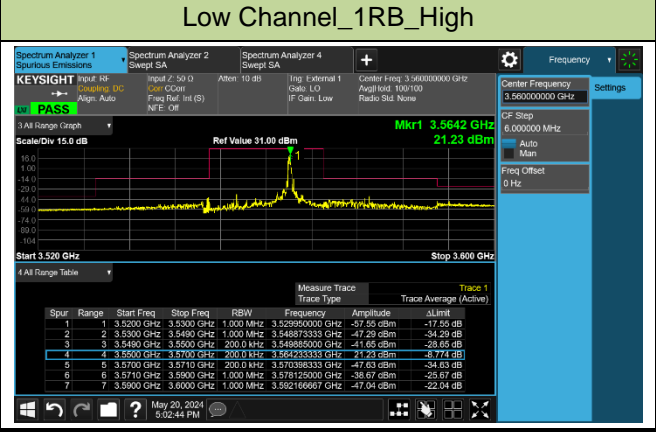 Low Channel_1RB_High
Spectrum Analyzer 1
Spurious Emissions
Spectrum Analyzer 2
Swept SA
Spectrum Analyzer 4
Swept SA
+
Frequency
KEYSIGHT
Input: RF
Coupling: DC
Align: Auto
Input Z: 50 Ω
Corr CCorr
Freq Ref: Int (S)
NFE: Off
Atten: 10 dB
Trig: External 1
Gate: LO
IF Gain: Low
Center Freq: 3.560000000 GHz
Avg|Hold: 100/100
Radio Std: None
LXI PASS
Center Frequency
3.560000000 GHz
Settings
CF Step
6.000000 MHz
Auto
Man
Freq Offset
0 Hz
3 All Range Graph
Mkr1 3.5642 GHz
21.23 dBm
Scale/Div 15.0 dB
Ref Value 31.00 dBm
1
16.0
1.00
-14.0
-29.0
-44.0
-59.0
-74.0
-89.0
-104
Start 3.520 GHz
Stop 3.600 GHz
4 All Range Table
Measure Trace Trace 1
Trace Type Trace Average (Active)
Spur Range Start Freq Stop Freq RBW Frequency Amplitude ΔLimit
1 1 3.5200 GHz 3.5300 GHz 1.000 MHz 3.529950000 GHz -57.55 dBm -17.55 dB
2 2 3.5300 GHz 3.5490 GHz 1.000 MHz 3.548873333 GHz -47.29 dBm -34.29 dB
3 3 3.5490 GHz 3.5500 GHz 200.0 kHz 3.549885000 GHz -41.65 dBm -28.65 dB
4 4 3.5500 GHz 3.5700 GHz 200.0 kHz 3.564233333 GHz 21.23 dBm -8.774 dB
5 5 3.5700 GHz 3.5710 GHz 200.0 kHz 3.570398333 GHz -47.63 dBm -34.63 dB
6 6 3.5710 GHz 3.5900 GHz 1.000 MHz 3.578125000 GHz -38.67 dBm -25.67 dB
7 7 3.5900 GHz 3.6000 GHz 1.000 MHz 3.592166667 GHz -47.04 dBm -22.04 dB
?
May 20, 2024
5:02:44 PM